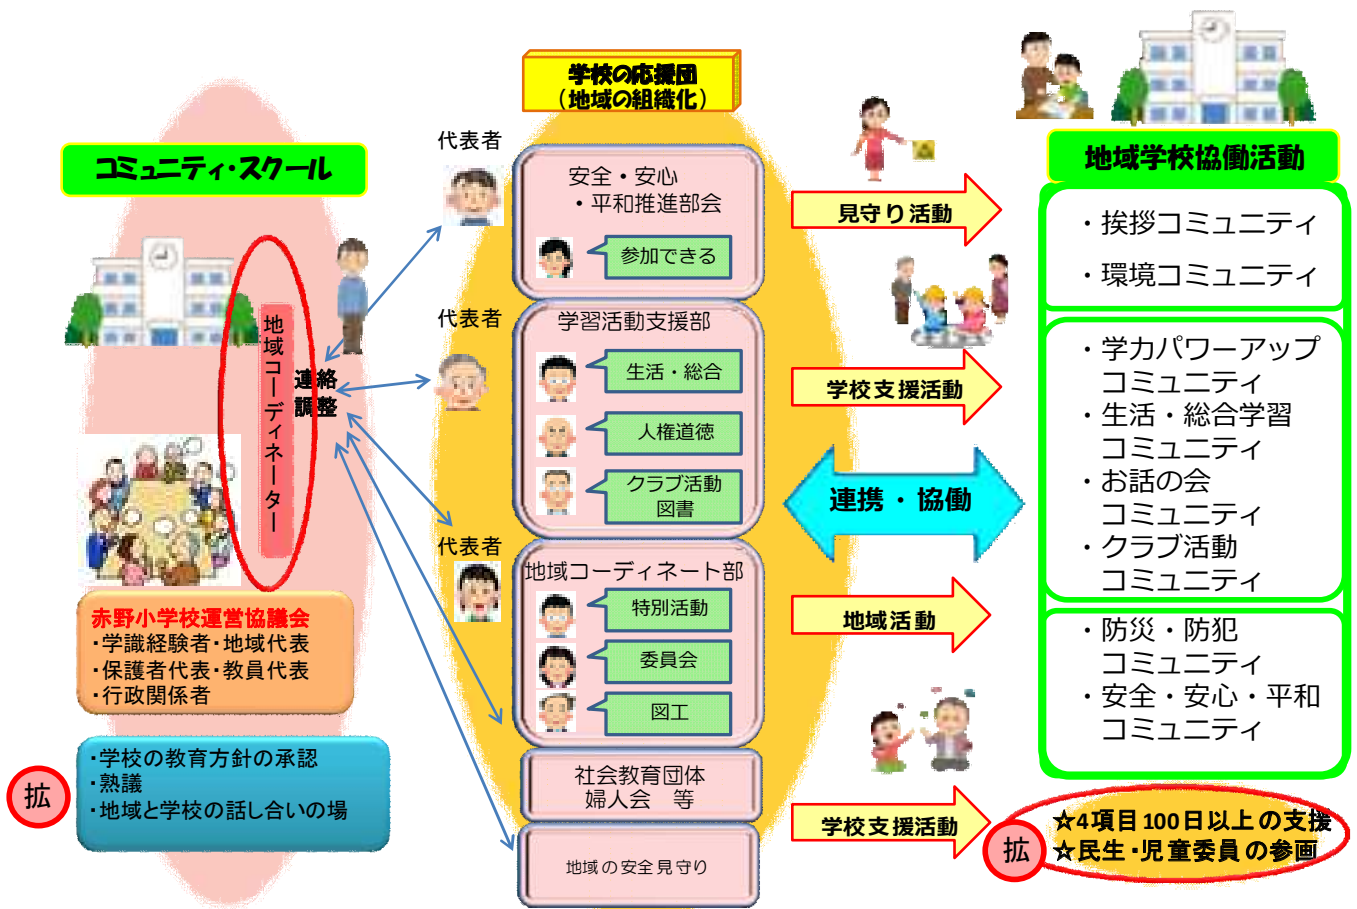 コミュニティ・スクール
地域コーディネーター
連絡
調整
赤野小学校運営協議会
・学識経験者・地域代表
・保護者代表・教員代表
・行政関係者
拡
・学校の教育方針の承認
・熟議
・地域と学校の話し合いの場
学校の応援団
（地域の組織化）
代表者
安全・安心
・平和推進部会
参加できる
代表者
学習活動支援部
生活・総合
人権道徳
クラブ活動
図書
代表者
地域コーディネート部
特別活動
委員会
図工
社会教育団体
婦人会　等
地域の安全見守り
見守り活動
学校支援活動
連携・協働
地域活動
学校支援活動
地域学校協働活動
・挨拶コミュニティ
・環境コミュニティ
・学力パワーアップ
コミュニティ
・生活・総合学習
コミュニティ
・お話の会
コミュニティ
・クラブ活動
コミュニティ
・防災・防犯
コミュニティ
・安全・安心・平和
コミュニティ
拡
☆4項目100日以上の支援
☆民生・児童委員の参画